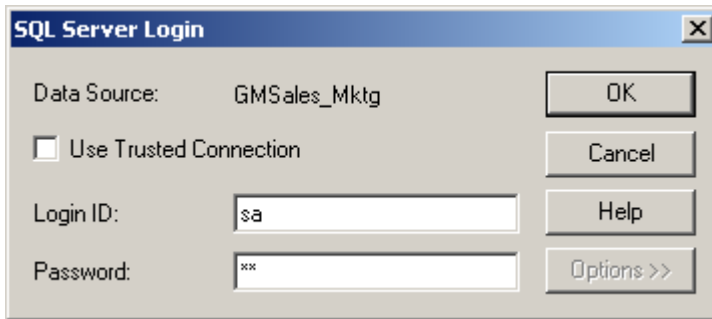 SQL Server Login
Data Source: GMSales_Mktg OK
Use Trusted Connection Cancel
Login ID: sa Help
Password: ** Options >>